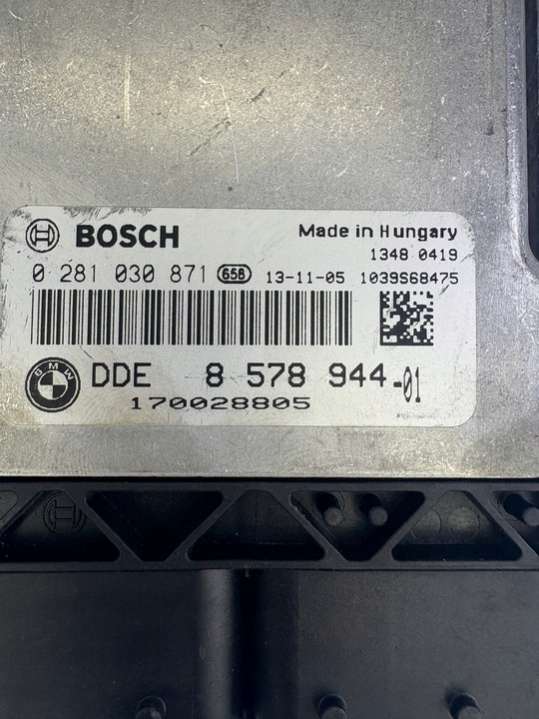 BOSCH
Made in Hungary
1348 0419
0 281 030 871 658 13-11-05 1039S68475
BMW
DDE 8 578 944-01
170028805